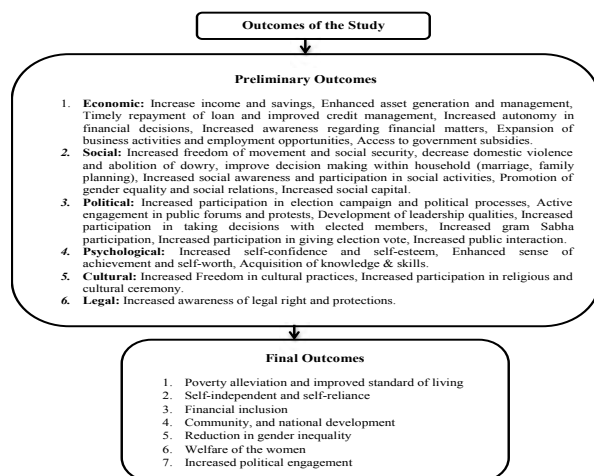 Outcomes of the Study
Preliminary Outcomes
1. Economic: Increase income and savings, Enhanced asset generation and management,
Timely repayment of loan and improved credit management, Increased autonomy in
financial decisions, Increased awareness regarding financial matters, Expansion of
business activities and employment opportunities, Access to government subsidies.
2. Social: Increased freedom of movement and social security, decrease domestic violence
and abolition of dowry, improve decision making within household (marriage, family
planning), Increased social awareness and participation in social activities, Promotion of
gender equality and social relations, Increased social capital.
3. Political: Increased participation in election campaign and political processes, Active
engagement in public forums and protests, Development of leadership qualities, Increased
participation in taking decisions with elected members, Increased gram Sabha
participation, Increased participation in giving election vote, Increased public interaction.
4. Psychological: Increased self-confidence and self-esteem, Enhanced sense of
achievement and self-worth, Acquisition of knowledge & skills.
5. Cultural: Increased Freedom in cultural practices, Increased participation in religious and
cultural ceremony.
6. Legal: Increased awareness of legal right and protections.
Final Outcomes
1. Poverty alleviation and improved standard of living
2. Self-independent and self-reliance
3. Financial inclusion
4. Community, and national development
5. Reduction in gender inequality
6. Welfare of the women
7. Increased political engagement